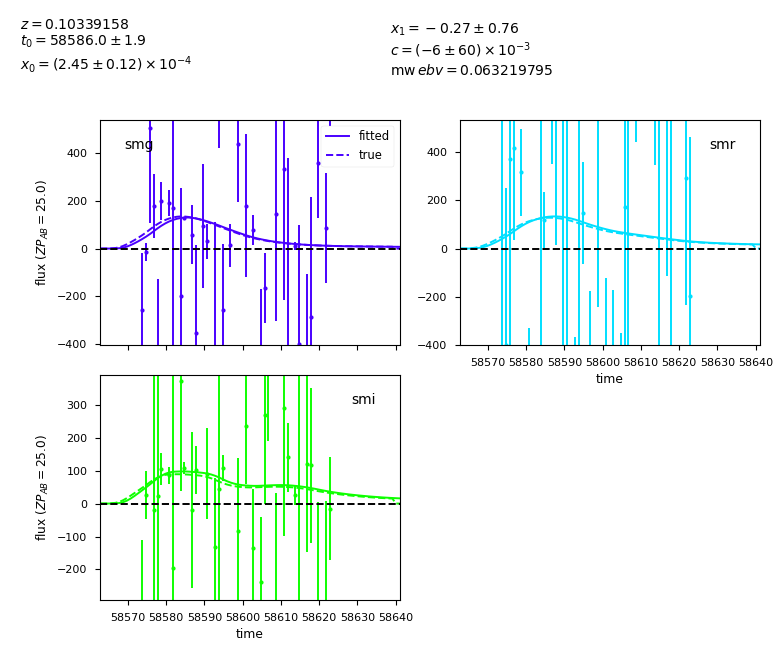 z = 0.10339158
t₀ = 58586.0 ± 1.9
x₀ = (2.45 ± 0.12) × 10⁻⁴
x₁ = −0.27 ± 0.76
c = (−6 ± 60) × 10⁻³
mw ebv = 0.063219795
smg
fitted
true
400
200
0
−200
−400
flux (ZP_AB = 25.0)
smr
400
200
0
−200
−400
58570 58580 58590 58600 58610 58620 58630 58640
time
smi
300
200
100
0
−100
−200
flux (ZP_AB = 25.0)
58570 58580 58590 58600 58610 58620 58630 58640
time